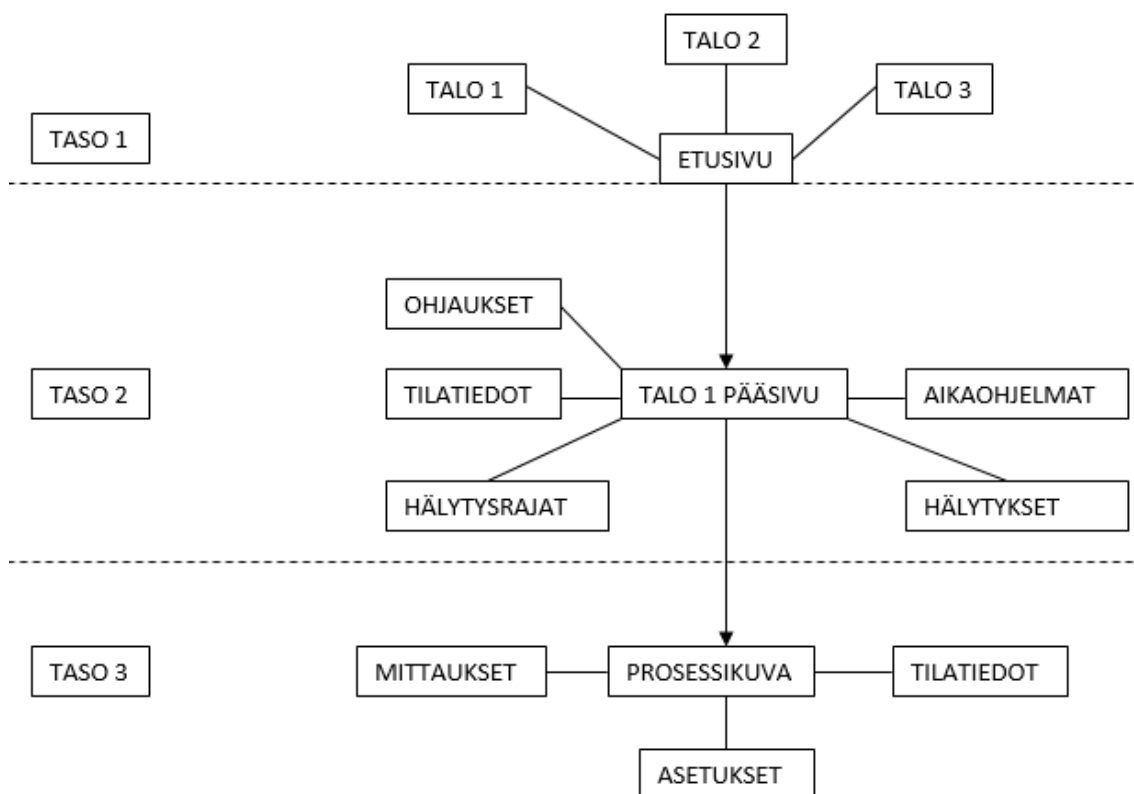 TALO 2
TALO 1
TALO 3
TASO 1
ETUSIVU
OHJAUKSET
TASO 2
TILATIEDOT
TALO 1 PÄÄSIVU
AIKAOHJELMAT
HÄLYTYSRAJAT
HÄLYTYKSET
TASO 3
MITTAUKSET
PROSESSIKUVA
TILATIEDOT
ASETUKSET